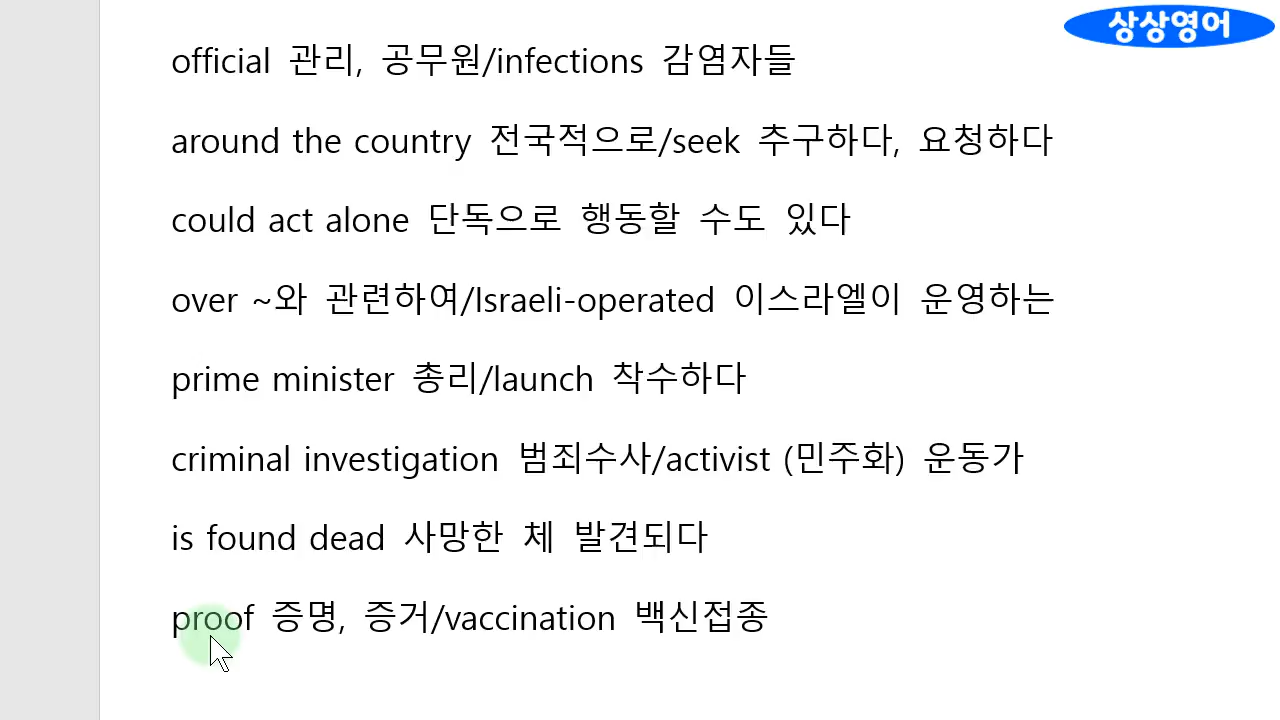 상상영어
official 관리, 공무원/infections 감염자들
around the country 전국적으로/seek 추구하다, 요청하다
could act alone 단독으로 행동할 수도 있다
over ~와 관련하여/Israeli-operated 이스라엘이 운영하는
prime minister 총리/launch 착수하다
criminal investigation 범죄수사/activist (민주화) 운동가
is found dead 사망한 체 발견되다
proof 증명, 증거/vaccination 백신접종